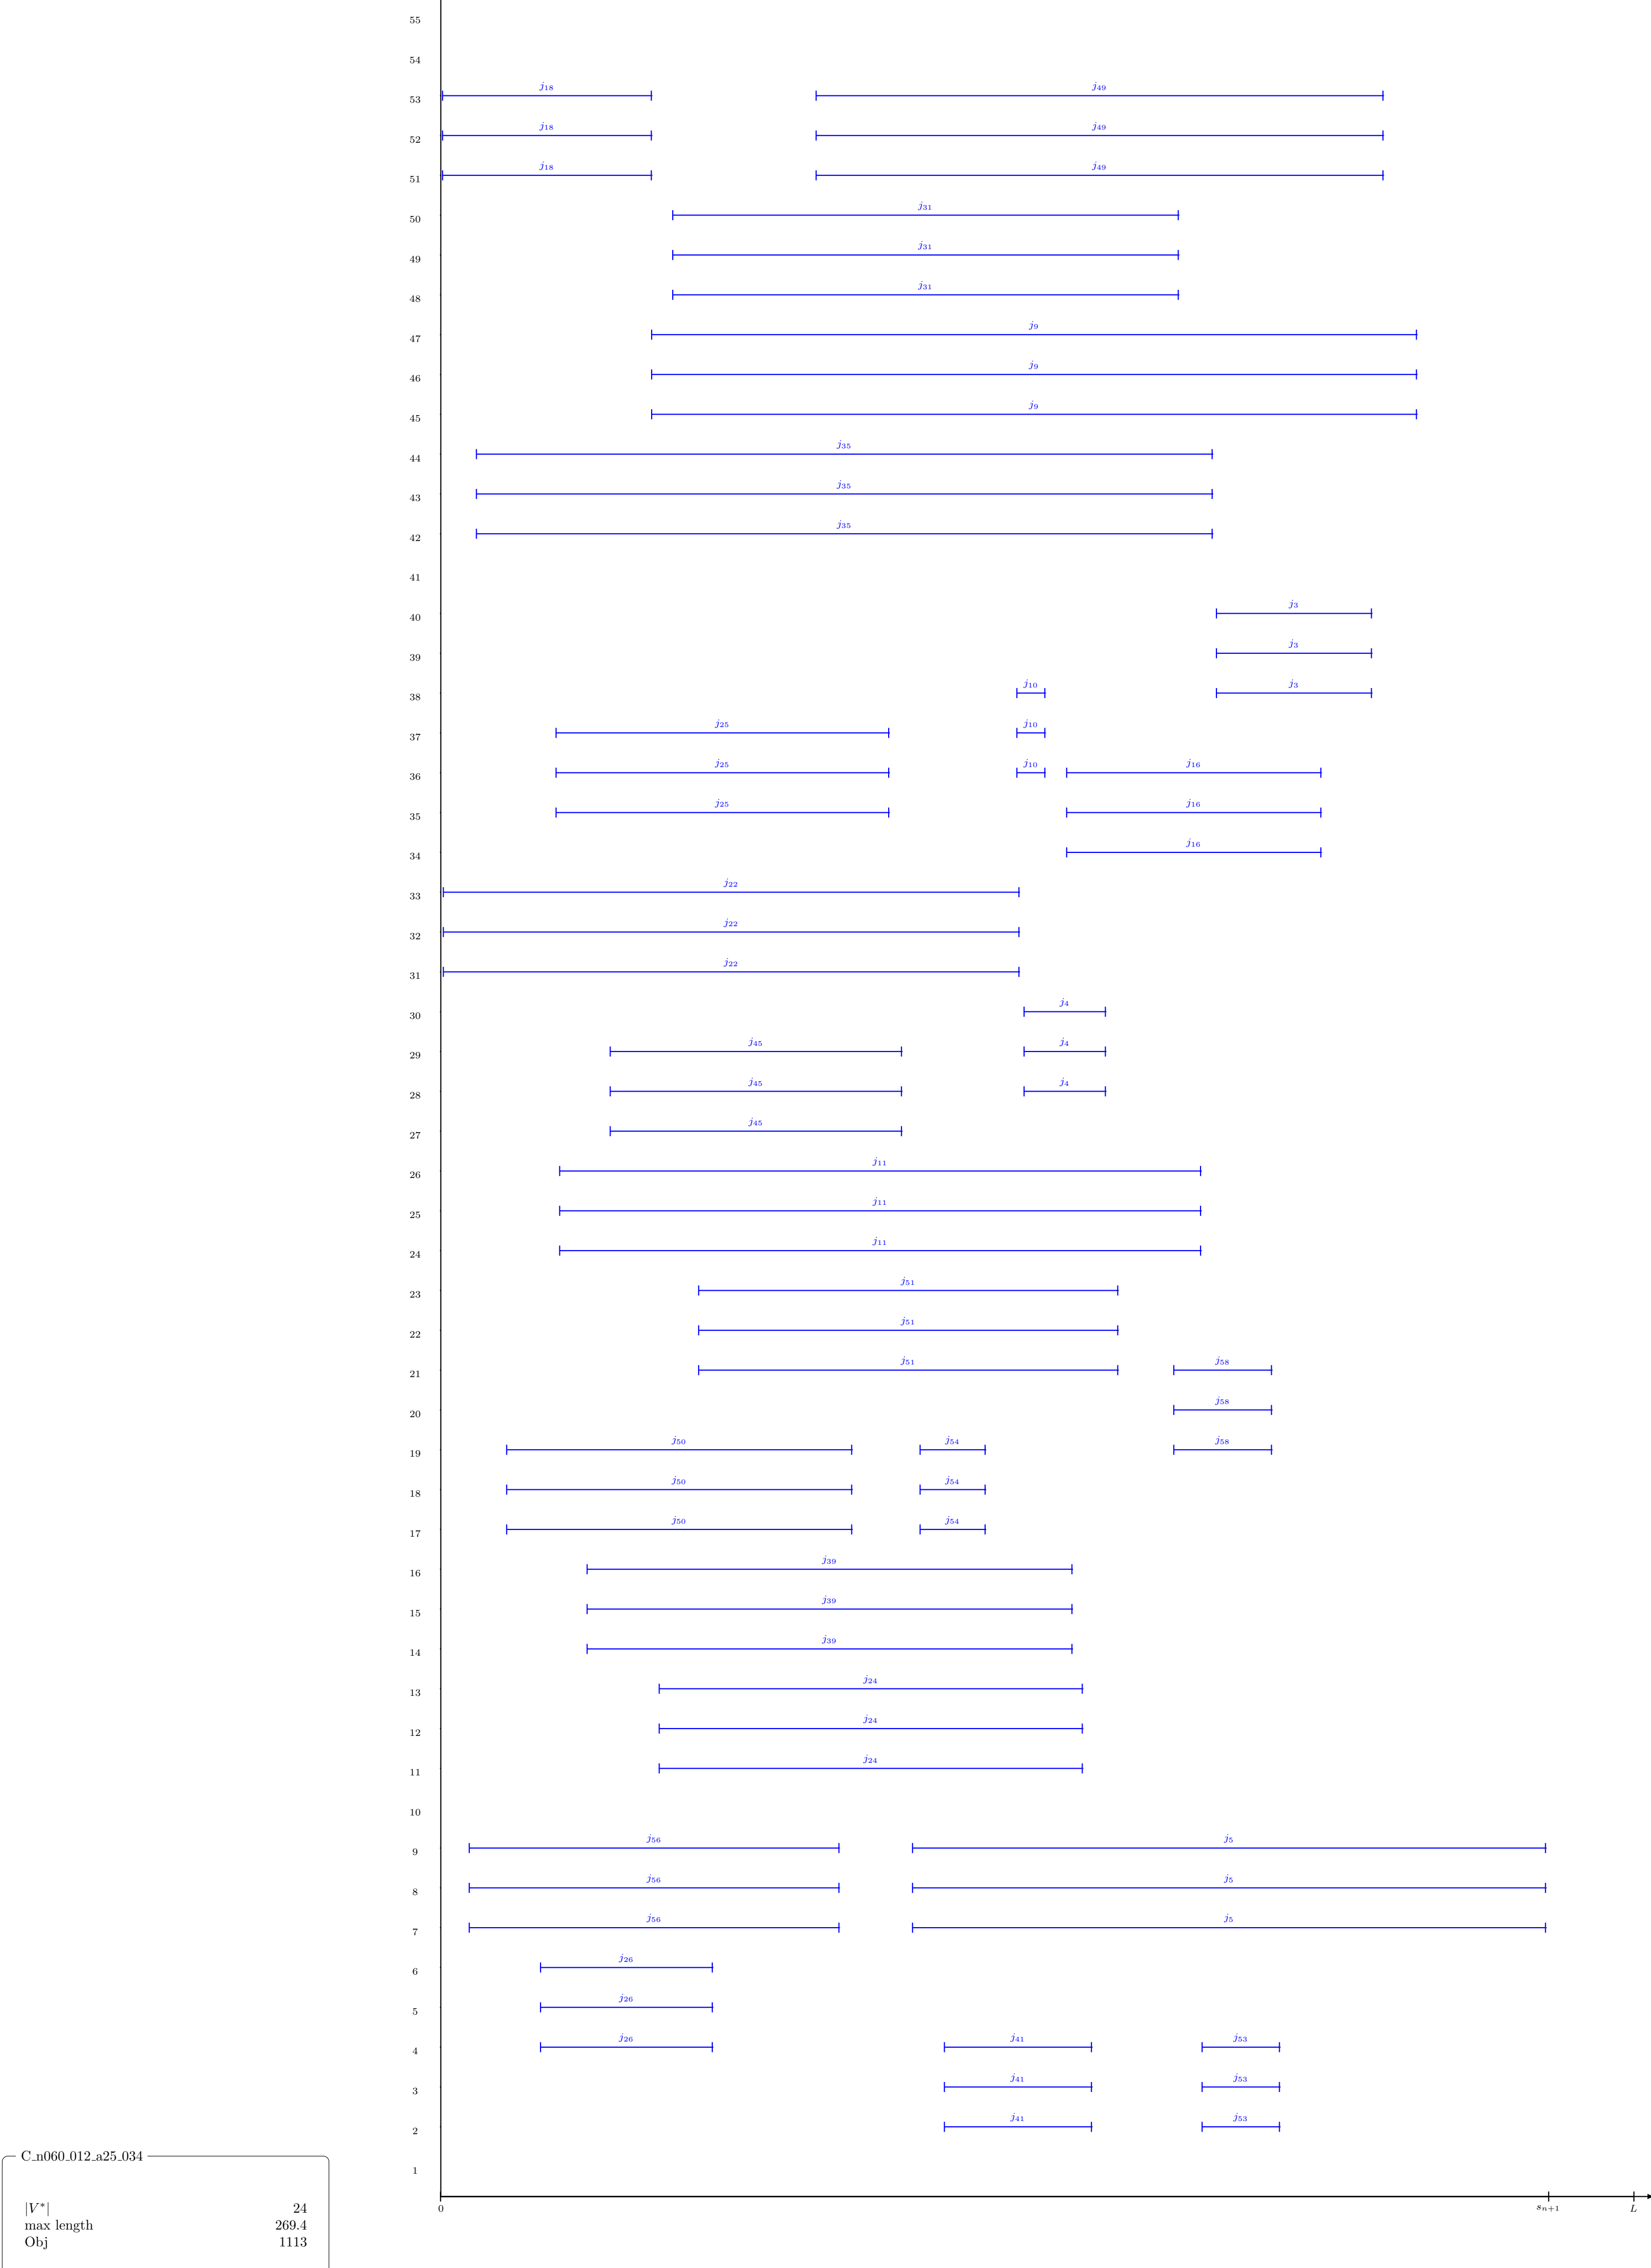 55
54
j18 j49
53
j18 j49
52
j18 j49
51
j31
50
j31
49
j31
48
j9
47
j9
46
j9
45
j35
44
j35
43
j35
42
41
j3
40
j3
39
j10 j3
38
j25 j10
37
j25 j10 j16
36
j25 j16
35
j16
34
j22
33
j22
32
j22
31
j4
30
j45 j4
29
j45 j4
28
j45
27
j11
26
j11
25
j11
24
j51
23
j51
22
j51 j58
21
j58
20
j50 j54 j58
19
j50 j54
18
j50 j54
17
j39
16
j39
15
j39
14
j24
13
j24
12
j24
11
10
j56 j5
9
j56 j5
8
j56 j5
7
j26
6
j26
5
j26 j41 j53
4
j41 j53
3
j41 j53
2
1
0 sn+1 L
C_n060_012_a25_034
|V*| 24
max length 269.4
Obj 1113